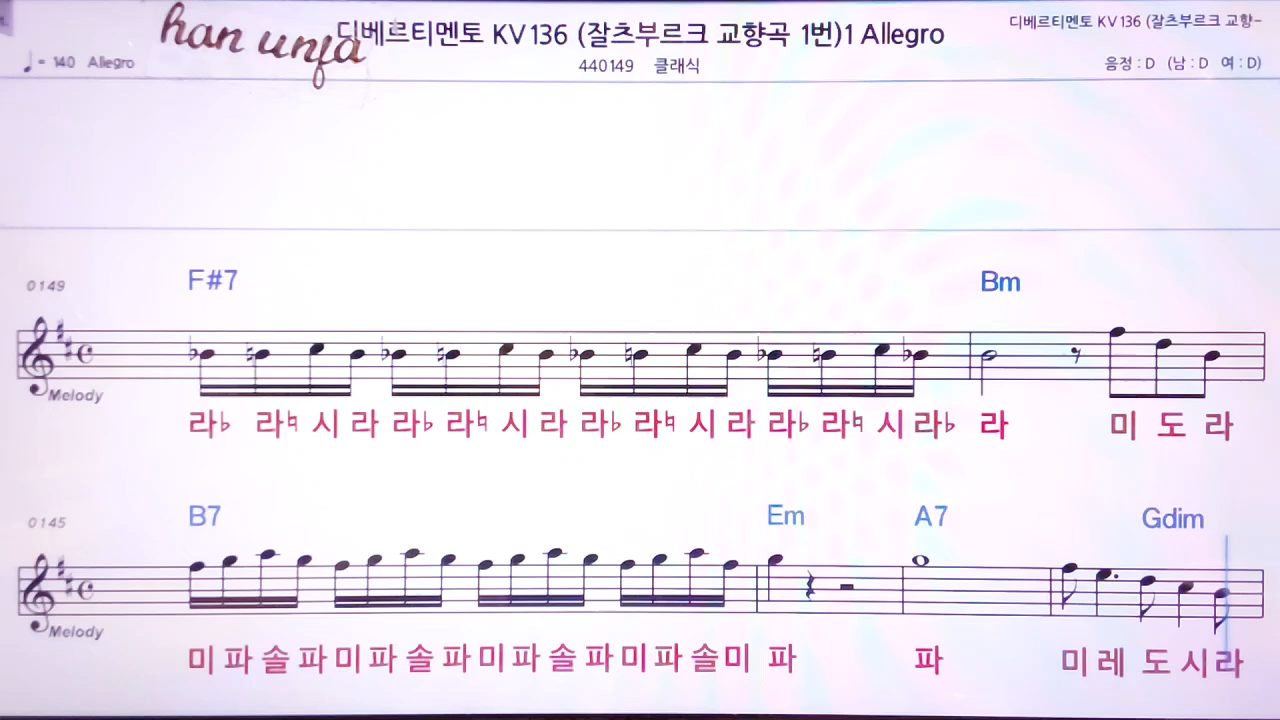 han unfa
디베르티멘토 KV 136 (잘츠부르크 교향곡 1번)1 Allegro
디베르티멘토 KV 136 (잘츠부르크 교향-
♩= 140 Allegro
440149 클래식
음정 : D (남 : D 여 : D)
0149 F#7 Bm
Melody
라♭ 라♮ 시 라 라♭ 라♮ 시 라 라♭ 라♮ 시 라 라♭ 라♮ 시 라♭ 라 미 도 라
0145 B7 Em A7 Gdim
Melody
미 파 솔 파 미 파 솔 파 미 파 솔 파 미 파 솔 미 파 파 미 레 도 시 라